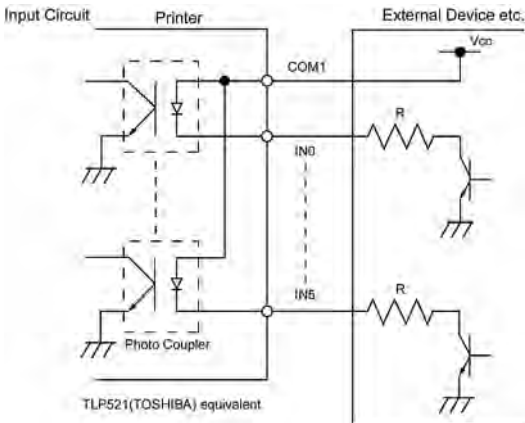 Input Circuit
Printer
External Device etc.
Vcc
COM1
R
IN0
R
IN5
Photo Coupler
TLP521(TOSHIBA) equivalent